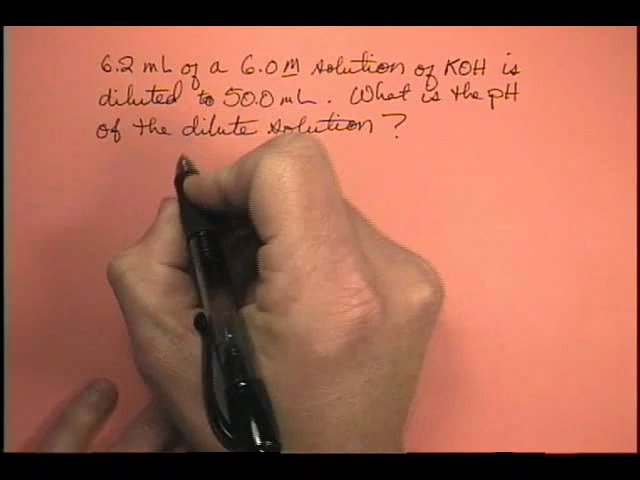 6.2 mL of a 6.0 M solution of KOH is
diluted to 50.0 mL. What is the pH
of the dilute solution?